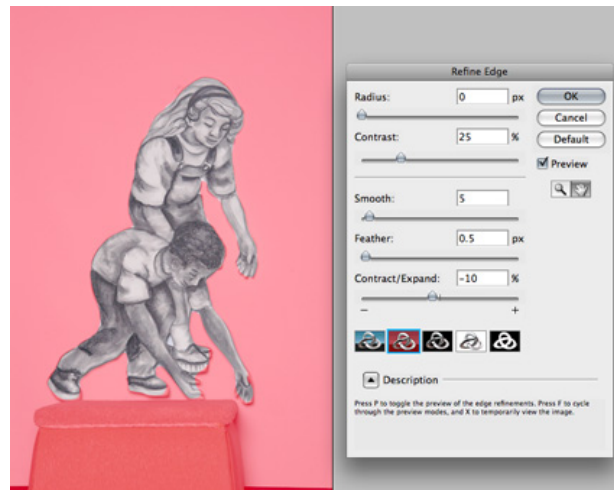 Refine Edge
Radius: 0 px
OK
Cancel
Contrast: 25 %
Default
Preview
Smooth: 5
Feather: 0.5 px
Contract/Expand: -10 %
− +
Description
Press P to toggle the preview of the edge refinements. Press F to cycle
through the preview modes, and X to temporarily view the image.